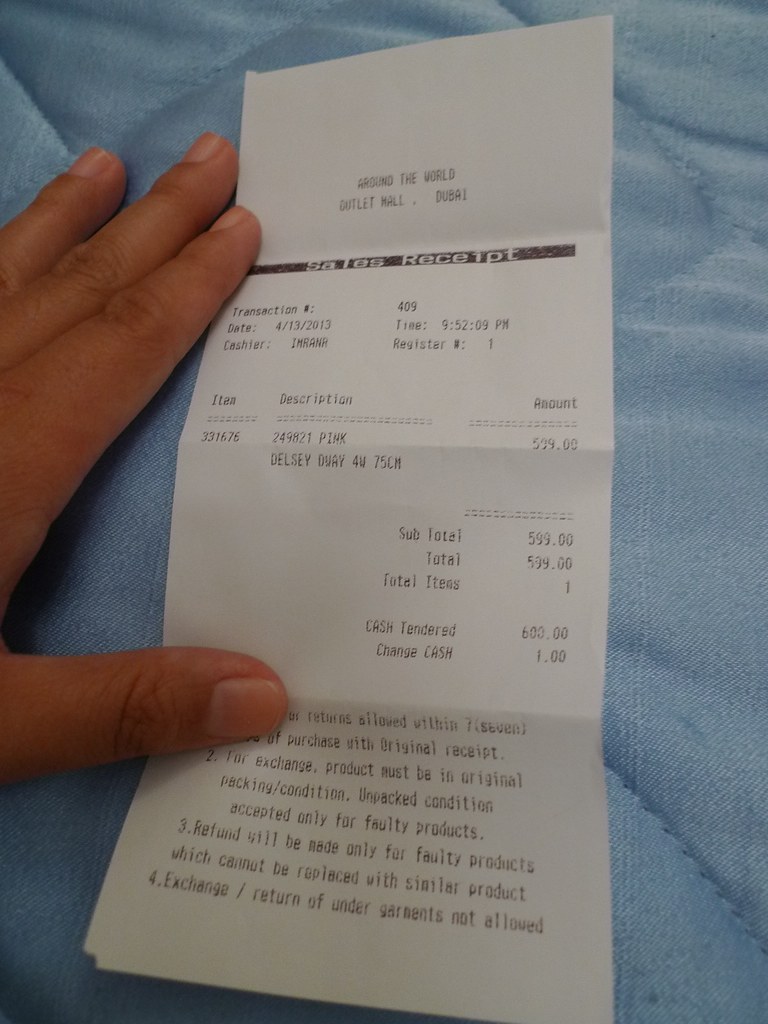 AROUND THE WORLD
OUTLET MALL , DUBAI
Sales Receipt
Transaction #: 409
Date: 4/13/2013 Time: 9:52:09 PM
Cashier: IMRANR Register #: 1
Item Description Amount
331676 249821 PINK 599.00
DELSEY DWAY 4W 75CM
Sub Total 599.00
Total 599.00
Total Items 1
CASH Tendered 600.00
Change CASH 1.00
or returns allowed within 7(seven)
of purchase with Original receipt.
2. For exchange, product must be in original
packing/condition. Unpacked condition
accepted only for faulty products.
3.Refund will be made only for faulty products
which cannot be replaced with similar product
4.Exchange / return of under garments not allowed